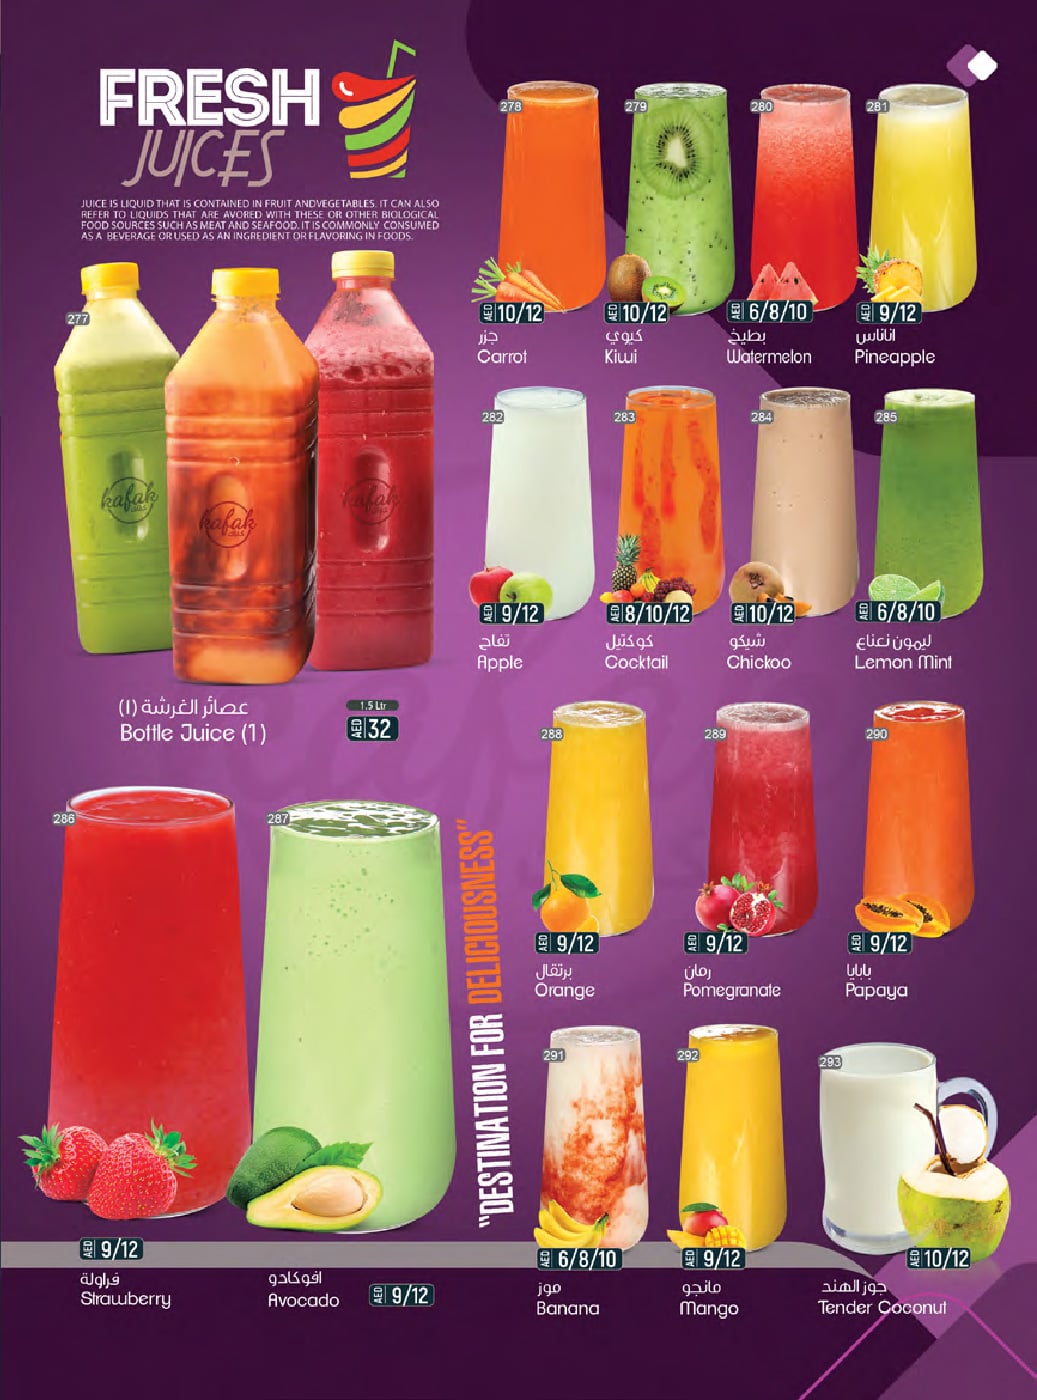 FRESH
JUICES
JUICE IS LIQUID THAT IS CONTAINED IN FRUIT ANDVEGETABLES. IT CAN ALSO
REFER TO LIQUIDS THAT ARE AVORED WITH THESE OR OTHER BIOLOGICAL
FOOD SOURCES SUCH AS MEAT AND SEAFOOD. IT IS COMMONLY CONSUMED
AS A BEVERAGE OR USED AS AN INGREDIENT OR FLAVORING IN FOODS.
277
kafak
كفك
kafak
كفك
kafak
كفك
عصائر الغرشة (١)
Bottle Juice (1)
1.5 Ltr
AED 32
278
AED 10/12
جزر
Carrot
279
AED 10/12
كيوي
Kiwi
280
AED 6/8/10
بطيخ
Watermelon
281
AED 9/12
اناناس
Pineapple
282
AED 9/12
تفاح
Apple
283
AED 8/10/12
كوكتيل
Cocktail
284
AED 10/12
شيكو
Chickoo
285
AED 6/8/10
ليمون نعناع
Lemon Mint
286
AED 9/12
فراولة
Strawberry
287
افوكادو
Avocado
AED 9/12
"DESTINATION FOR DELICIOUSNESS"
288
AED 9/12
برتقال
Orange
289
AED 9/12
رمان
Pomegranate
290
AED 9/12
بابايا
Papaya
291
AED 6/8/10
موز
Banana
292
AED 9/12
مانجو
Mango
293
AED 10/12
جوز الهند
Tender Coconut